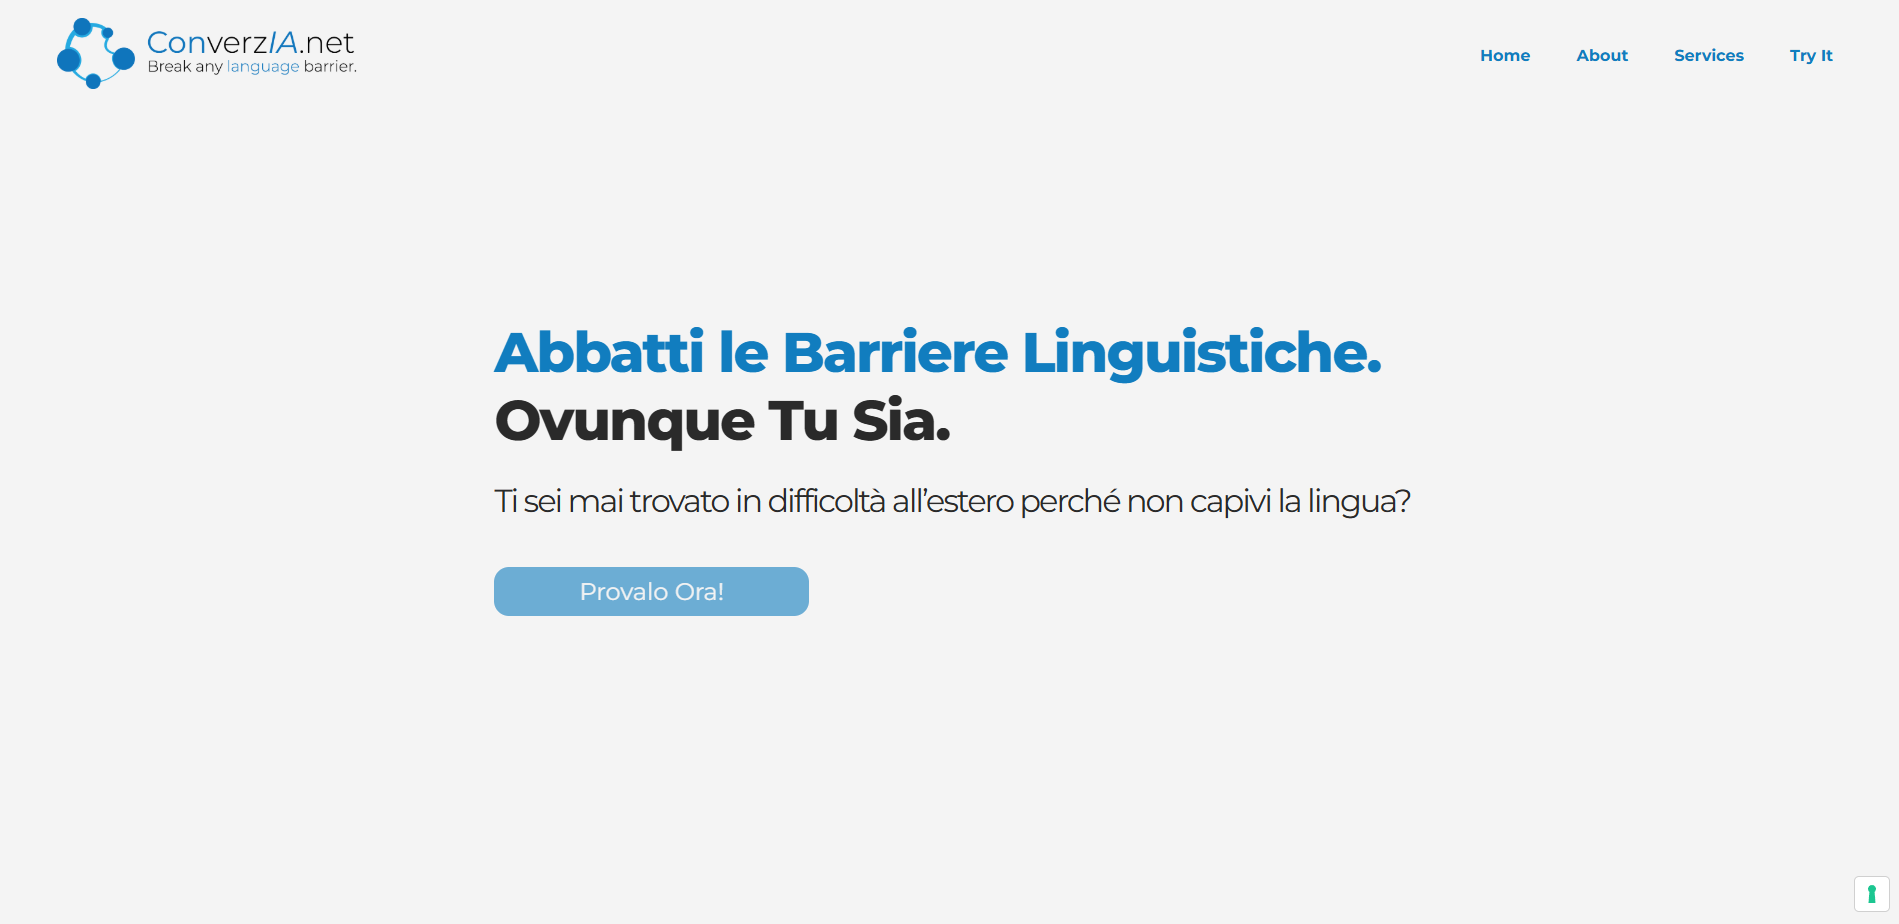 ConverzIA.net
Break any language barrier.
Home About Services Try It
Abbatti le Barriere Linguistiche.
Ovunque Tu Sia.
Ti sei mai trovato in difficoltà all’estero perché non capivi la lingua?
Provalo Ora!